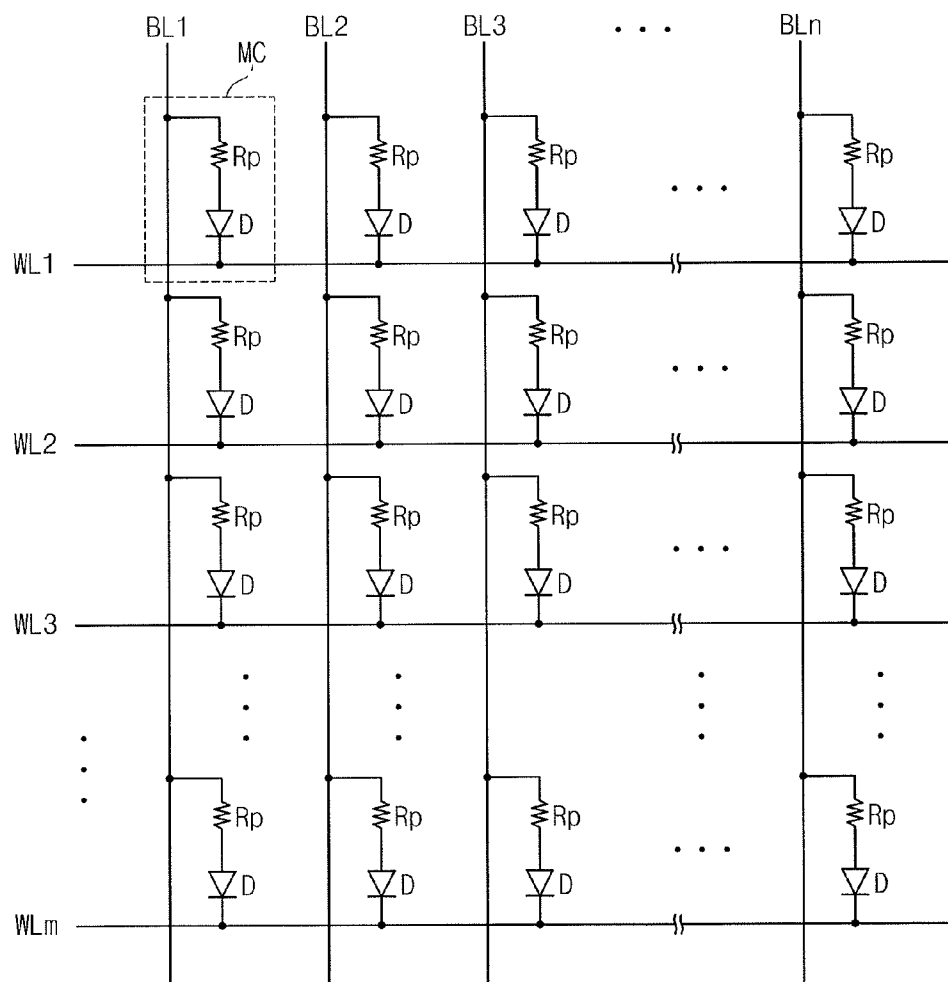 BL1 BL2 BL3 . . . BLn
MC
Rp Rp Rp Rp
. . .
D D D D
WL1
Rp Rp Rp Rp
. . .
D D D D
WL2
Rp Rp Rp Rp
. . .
D D D D
WL3
Rp Rp Rp Rp
. . .
D D D D
WLm